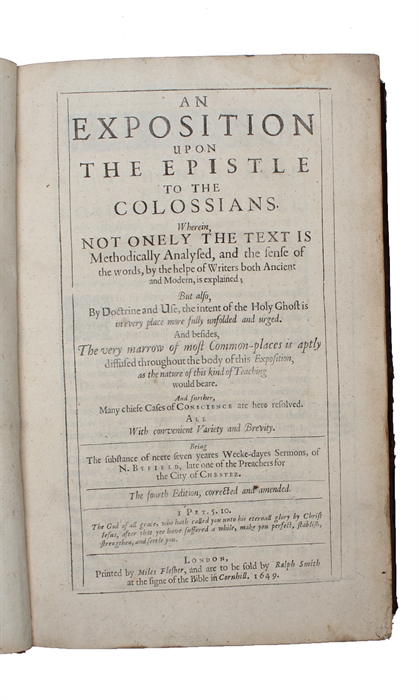 AN
EXPOSITION
UPON
THE EPISTLE
TO THE
COLOSSIANS.
Wherein,
NOT ONELY THE TEXT IS
Methodically Analysed, and the sense of
the words, by the helpe of Writers both Ancient
and Modern, is explained;
But also,
By Doctrine and Use, the intent of the Holy Ghost is
in every place more fully unfolded and urged.
And besides,
The very marrow of most Common-places is aptly
diffused throughout the body of this Exposition,
as the nature of this kind of Teaching
would beare.
And further,
Many chiefe Cases of CONSCIENCE are here resolved.
ALL
With convenient Variety and Brevity.
Being
The substance of neere seven yeares Weeke-dayes Sermons, of
N. BYFIELD, late one of the Preachers for
the City of CHESTER.
The fourth Edition, corrected and amended.
1 PET. 5. 10.
The God of all grace, who hath called you unto his eternall glory by Christ
Iesus, after that yee have suffered a while, make you perfect, stablish,
strengthen, and settle you.
LONDON,
Printed by Miles Flesher, and are to be sold by Ralph Smith
at the signe of the Bible in Cornhill. 1649.